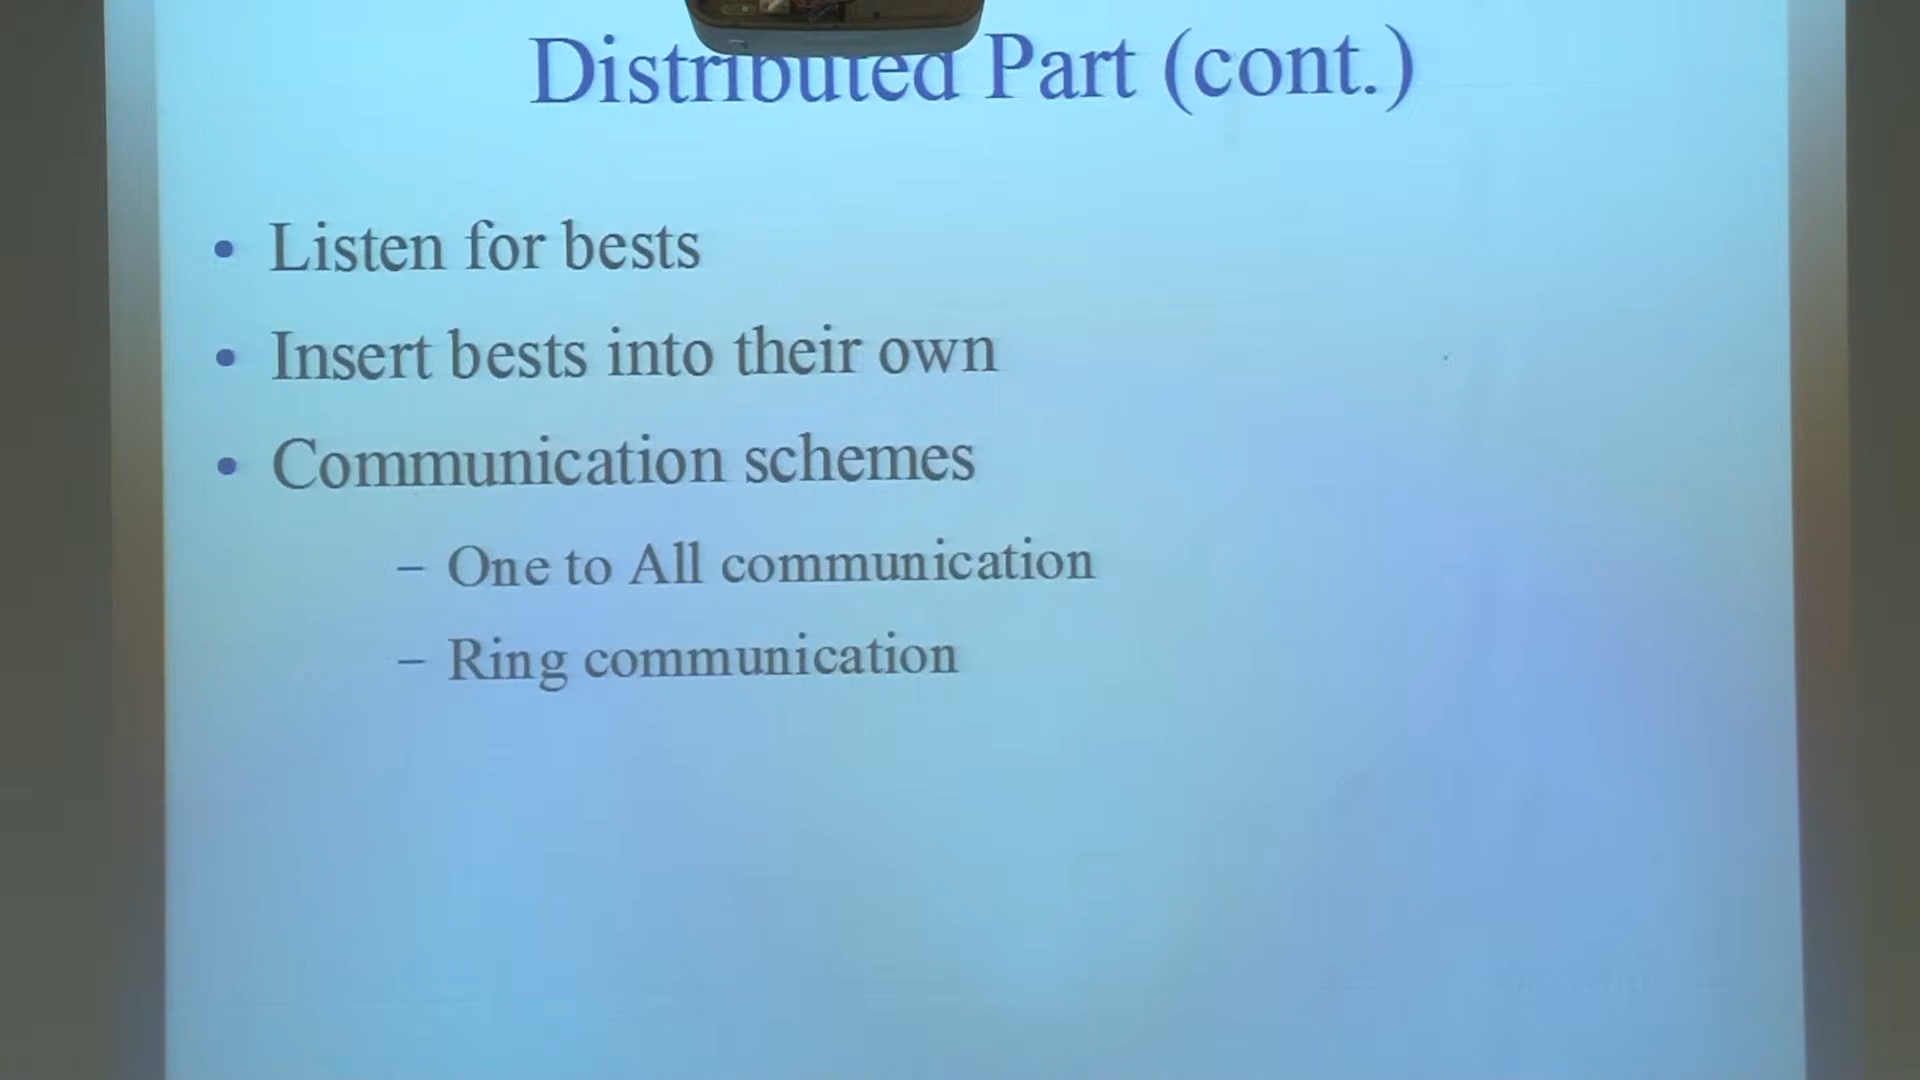 Distributed Part (cont.)
• Listen for bests
• Insert bests into their own
• Communication schemes
– One to All communication
– Ring communication